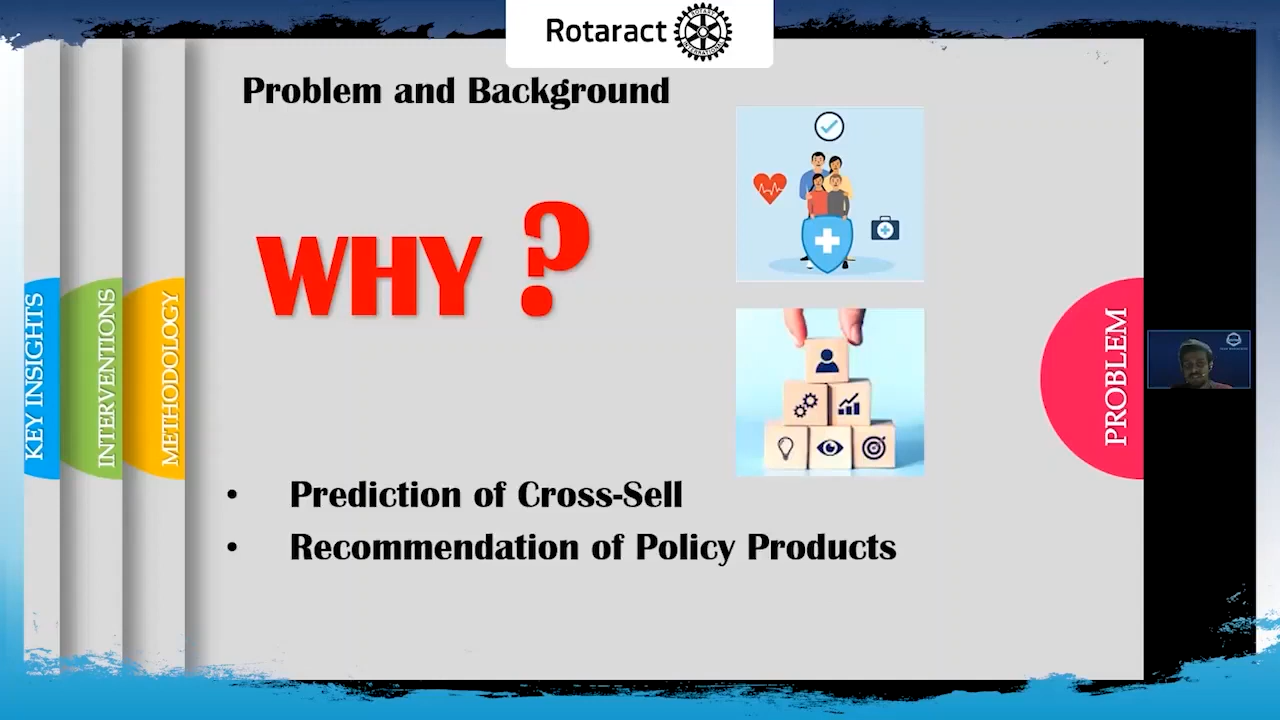 Rotaract
Problem and Background
WHY ?
KEY INSIGHTS
INTERVENTIONS
METHODOLOGY
PROBLEM
• Prediction of Cross-Sell
• Recommendation of Policy Products